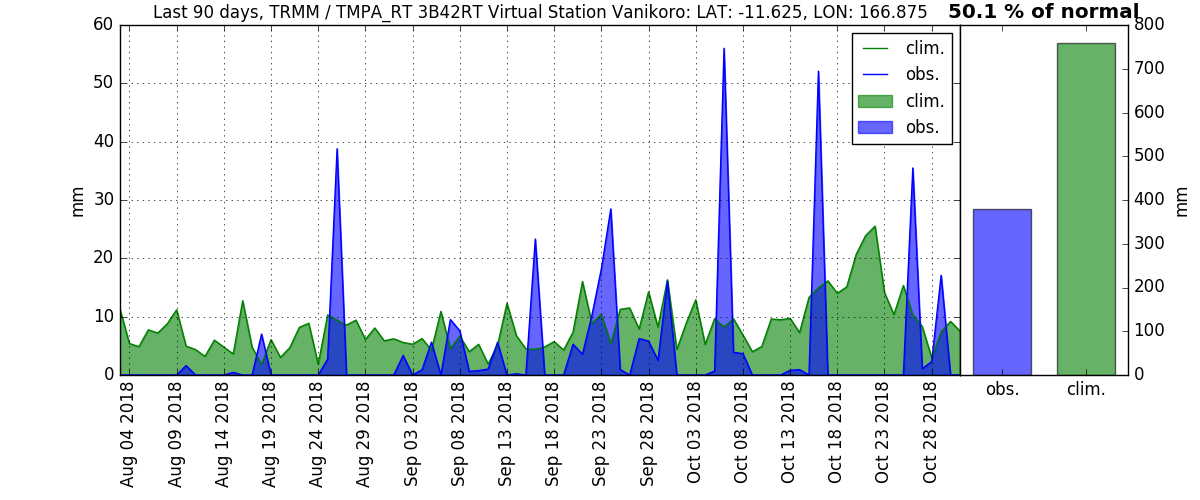 Last 90 days, TRMM / TMPA_RT 3B42RT Virtual Station Vanikoro: LAT: -11.625, LON: 166.875
50.1 % of normal
60
50
40
30
20
10
0
mm
clim.
obs.
clim.
obs.
800
700
600
500
400
300
200
100
0
mm
obs.
clim.
Aug 04 2018
Aug 09 2018
Aug 14 2018
Aug 19 2018
Aug 24 2018
Aug 29 2018
Sep 03 2018
Sep 08 2018
Sep 13 2018
Sep 18 2018
Sep 23 2018
Sep 28 2018
Oct 03 2018
Oct 08 2018
Oct 13 2018
Oct 18 2018
Oct 23 2018
Oct 28 2018